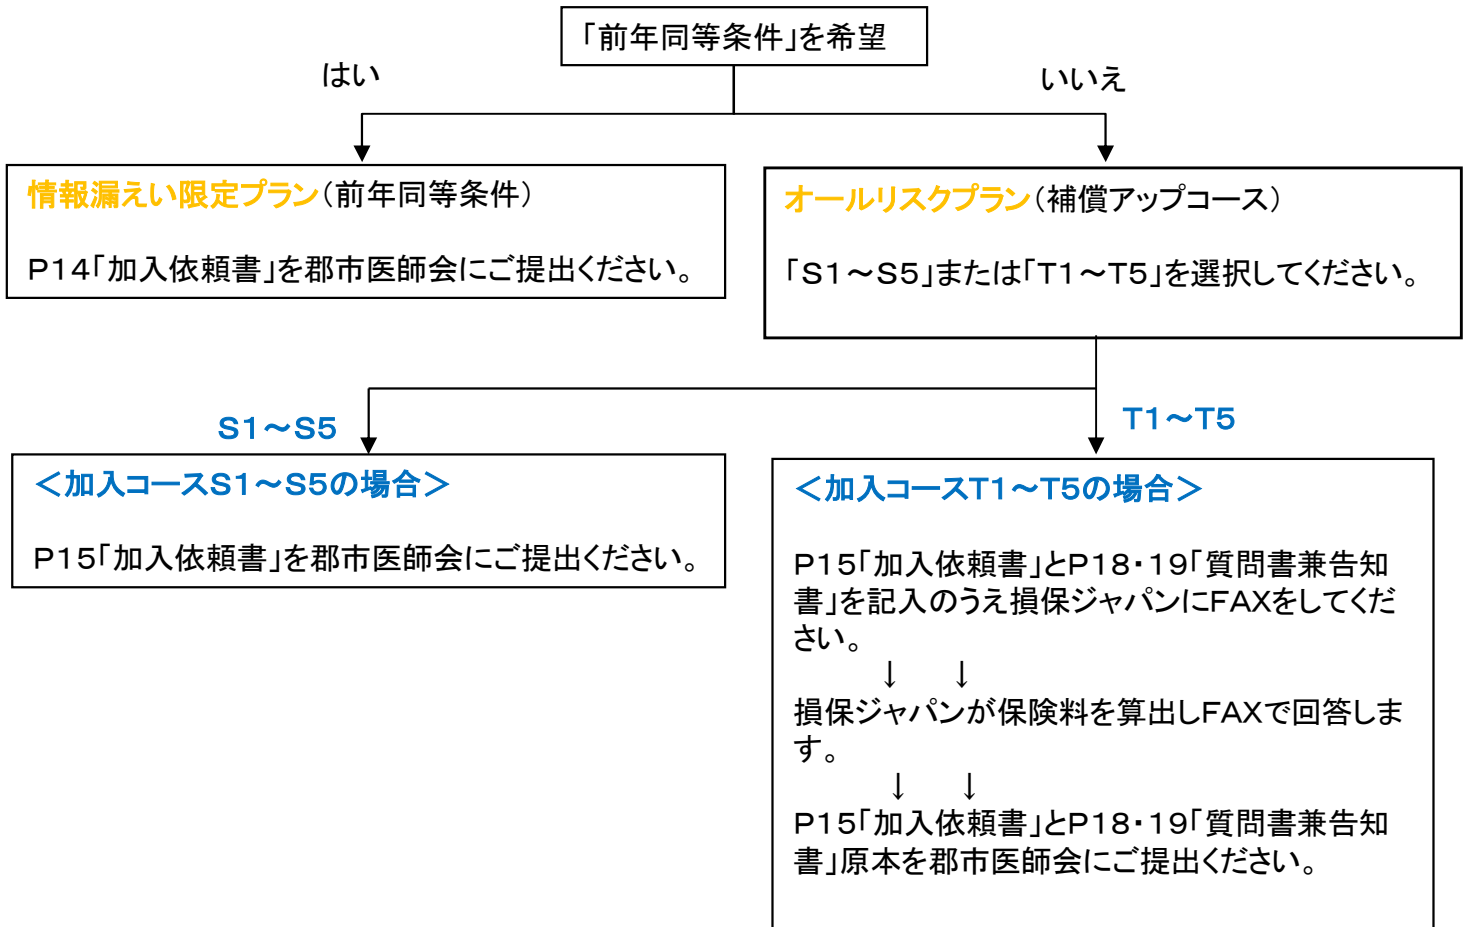 「前年同等条件」を希望
はい
いいえ
情報漏えい限定プラン（前年同等条件）
P14「加入依頼書」を郡市医師会にご提出ください。
オールリスクプラン（補償アップコース）
「S1～S5」または「T1～T5」を選択してください。
S1～S5
T1～T5
＜加入コースS1～S5の場合＞
P15「加入依頼書」を郡市医師会にご提出ください。
＜加入コースT1～T5の場合＞
P15「加入依頼書」とP18・19「質問書兼告知
書」を記入のうえ損保ジャパンにFAXをしてくだ
さい。
↓　↓
損保ジャパンが保険料を算出しFAXで回答しま
す。
↓　↓
P15「加入依頼書」とP18・19「質問書兼告知
書」原本を郡市医師会にご提出ください。